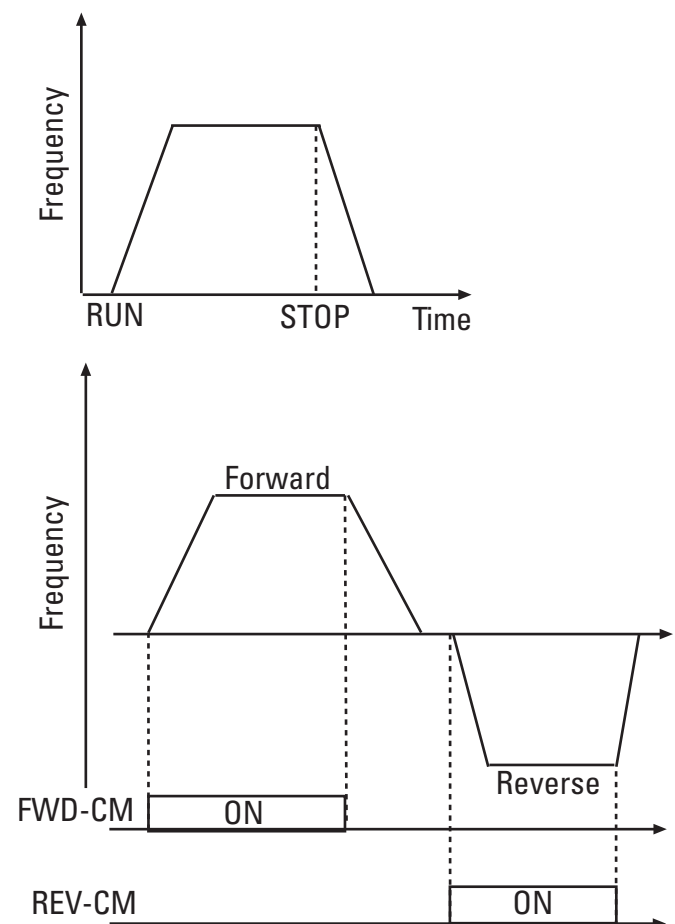 Frequency
RUN
STOP
Time
Forward
Frequency
Reverse
FWD-CM
ON
REV-CM
ON